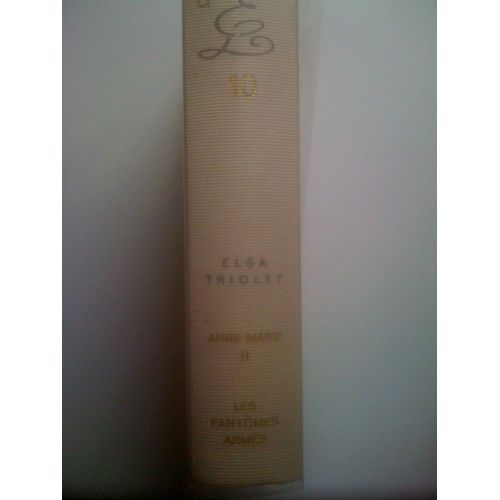 10
ELSA
TRIOLET
ANNE-MARIE
II
LES
FANTÔMES
ARMÉS